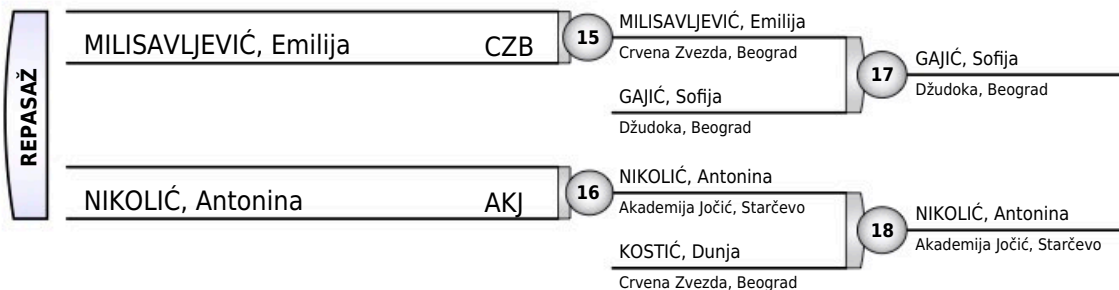 REPASAŽ
MILISAVLJEVIĆ, Emilija CZB
15
MILISAVLJEVIĆ, Emilija
Crvena Zvezda, Beograd
GAJIĆ, Sofija
Džudoka, Beograd
17
GAJIĆ, Sofija
Džudoka, Beograd
NIKOLIĆ, Antonina AKJ
16
NIKOLIĆ, Antonina
Akademija Jočić, Starčevo
KOSTIĆ, Dunja
Crvena Zvezda, Beograd
18
NIKOLIĆ, Antonina
Akademija Jočić, Starčevo